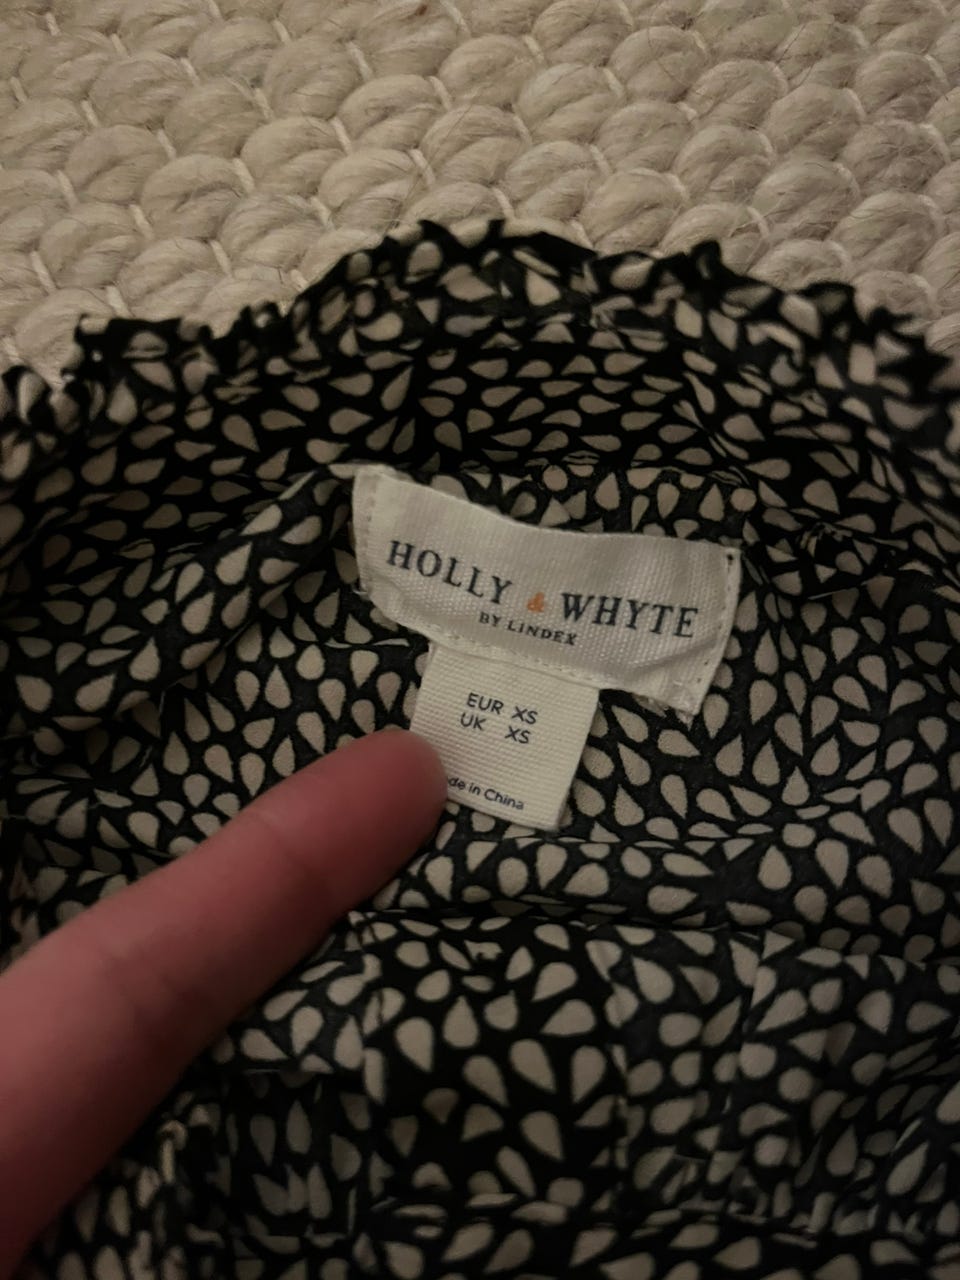 HOLLY & WHYTE
BY LINDEX
EUR XS
UK XS
in China